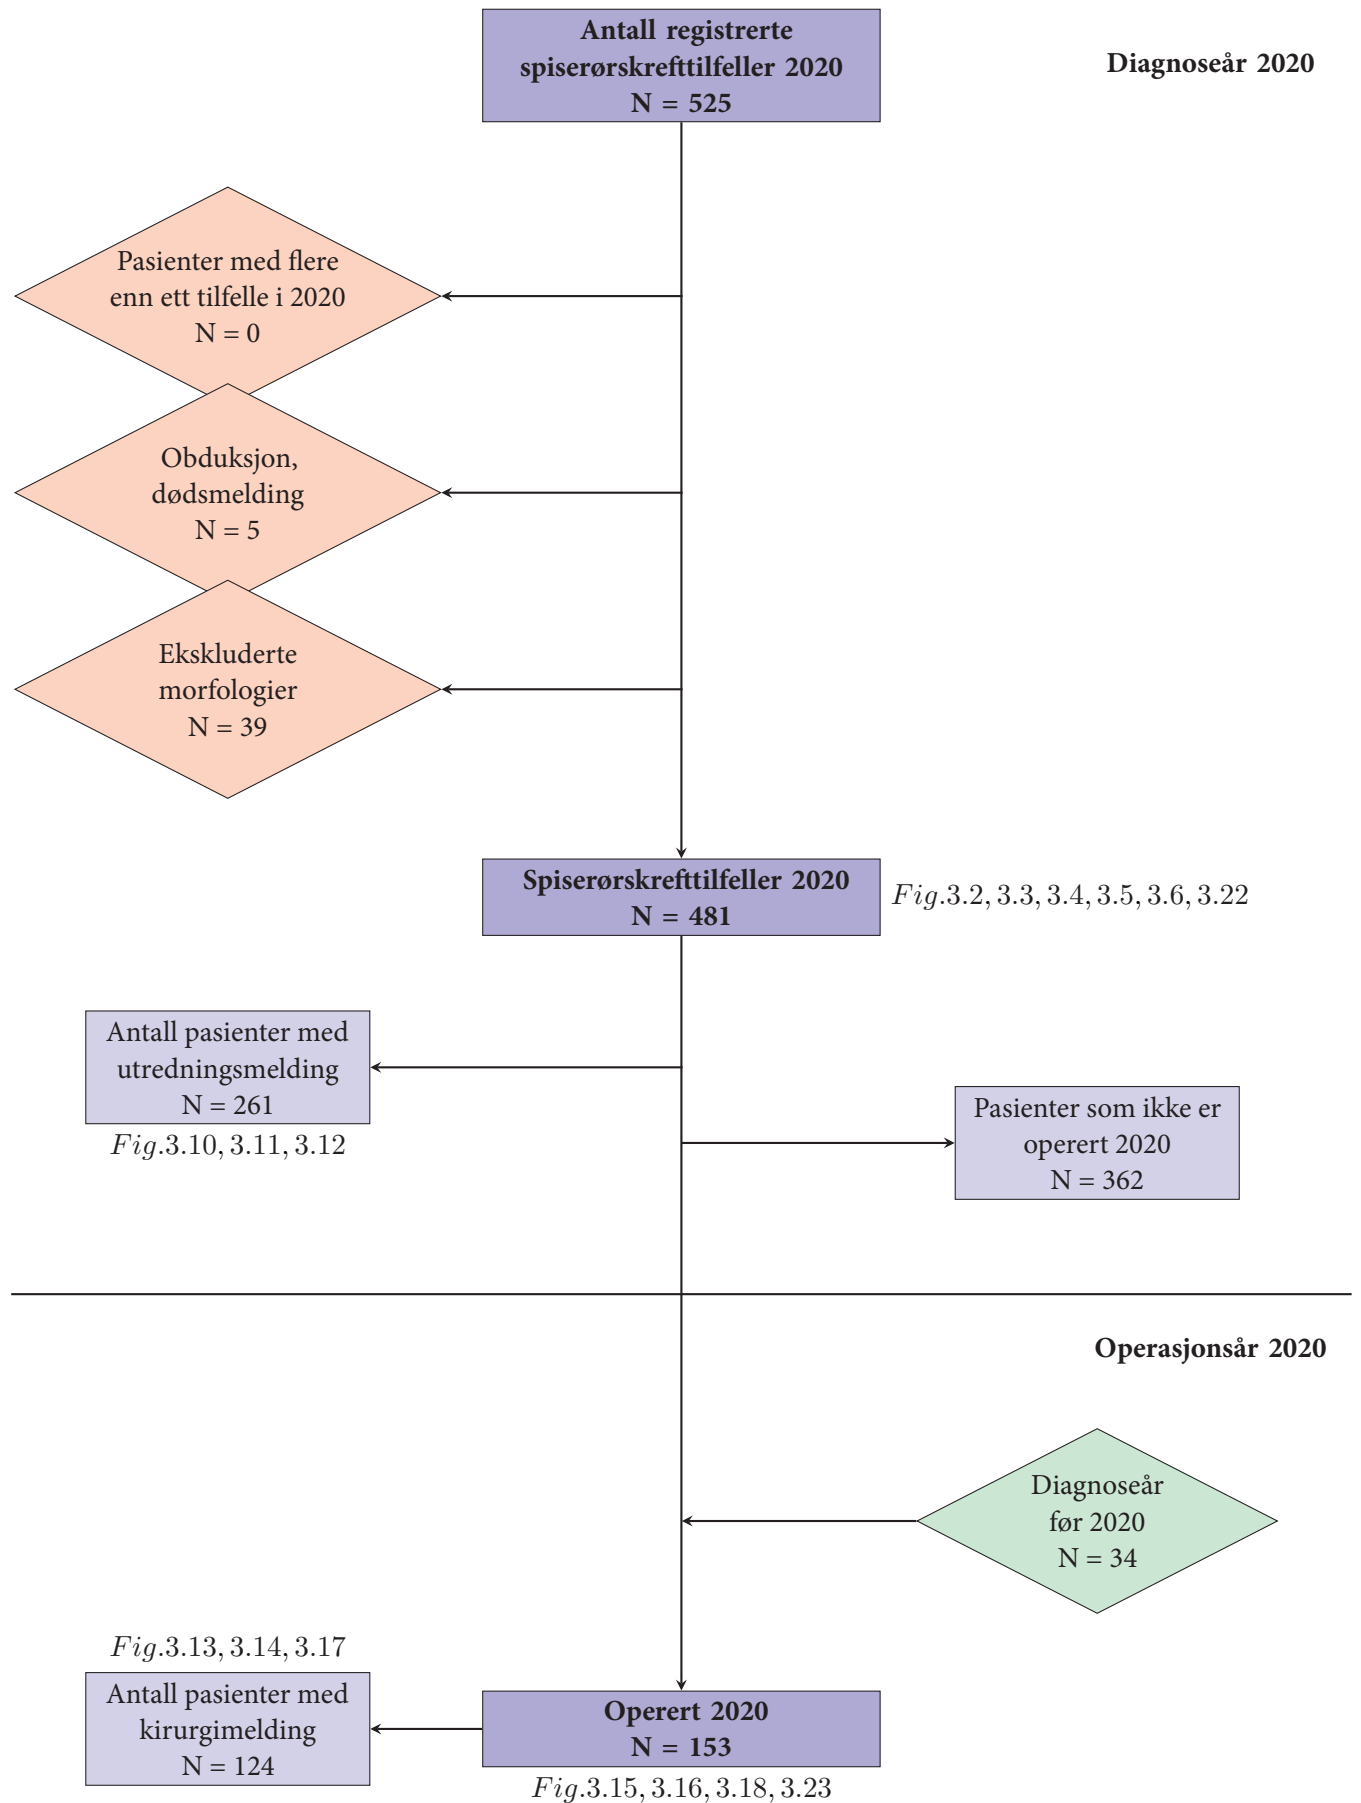 Antall registrerte
spiserørskrefttilfeller 2020
N = 525
Diagnoseår 2020
Pasienter med flere
enn ett tilfelle i 2020
N = 0
Obduksjon,
dødsmelding
N = 5
Ekskluderte
morfologier
N = 39
Spiserørskrefttilfeller 2020
N = 481
Fig.3.2, 3.3, 3.4, 3.5, 3.6, 3.22
Antall pasienter med
utredningsmelding
N = 261
Fig.3.10, 3.11, 3.12
Pasienter som ikke er
operert 2020
N = 362
Operasjonsår 2020
Diagnoseår
før 2020
N = 34
Fig.3.13, 3.14, 3.17
Antall pasienter med
kirurgimelding
N = 124
Operert 2020
N = 153
Fig.3.15, 3.16, 3.18, 3.23